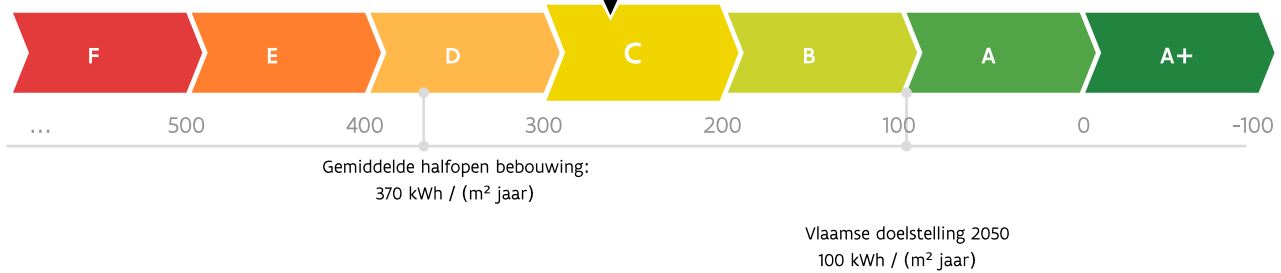 F E D C B A A+
... 500 400 300 200 100 0 -100
Gemiddelde halfopen bebouwing:
370 kWh / (m² jaar)
Vlaamse doelstelling 2050
100 kWh / (m² jaar)